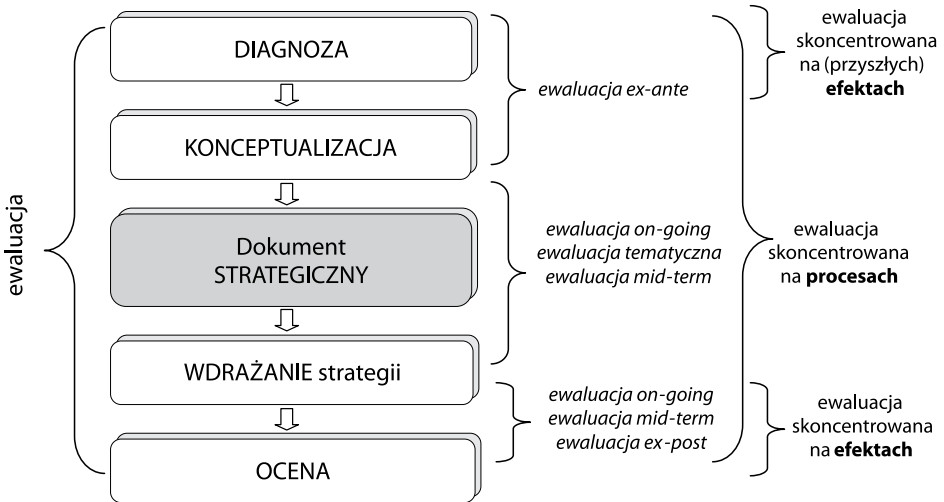 ewaluacja
DIAGNOZA
KONCEPTUALIZACJA
Dokument
STRATEGICZNY
WDRAŻANIE strategii
OCENA
ewaluacja ex-ante
ewaluacja on-going
ewaluacja tematyczna
ewaluacja mid-term
ewaluacja on-going
ewaluacja mid-term
ewaluacja ex-post
ewaluacja
skoncentrowana
na (przyszłych)
efektach
ewaluacja
skoncentrowana
na procesach
ewaluacja
skoncentrowana
na efektach